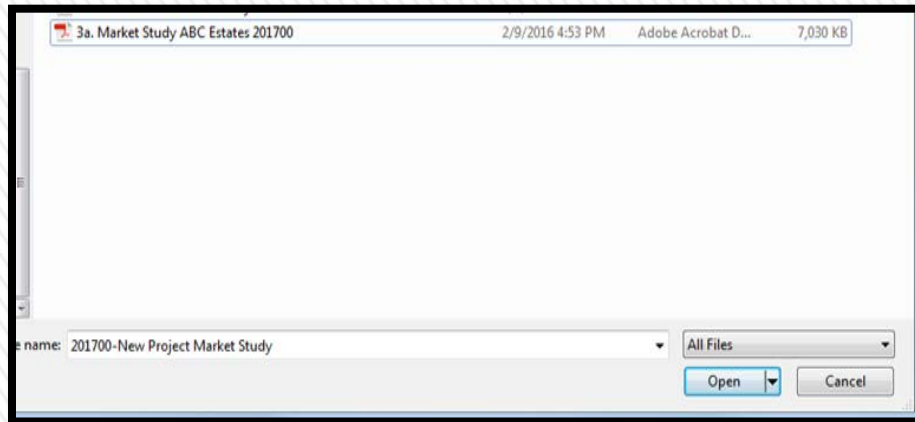 3a. Market Study ABC Estates 201700 2/9/2016 4:53 PM Adobe Acrobat D... 7,030 KB
e name: 201700-New Project Market Study All Files
Open Cancel